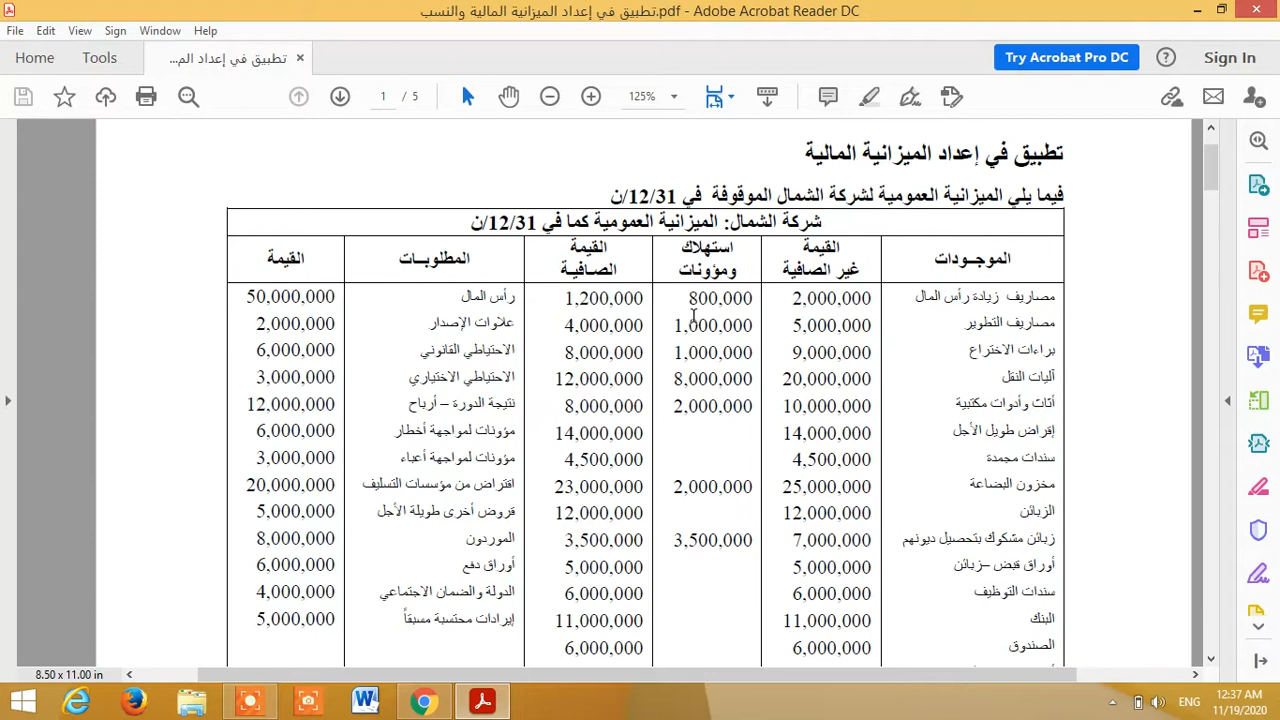 تطبيق في إعداد الميزانية المالية والنسب.pdf - Adobe Acrobat Reader DC
File Edit View Sign Window Help
Home Tools تطبيق في إعداد الم... × Try Acrobat Pro DC Sign In
1 / 5 125%
تطبيق في إعداد الميزانية المالية
فيما يلي الميزانية العمومية لشركة الشمال الموقوفة في 12/31/ن
شركة الشمال: الميزانية العمومية كما في 12/31/ن
الموجـودات القيمة غير الصافية استهلاك ومؤونات القيمة الصـافيـة المطلوبــات القيمة
مصاريف زيادة رأس المال 2,000,000 800,000 1,200,000 رأس المال 50,000,000
مصاريف التطوير 5,000,000 1,000,000 4,000,000 علاوات الإصدار 2,000,000
براءات الاختراع 9,000,000 1,000,000 8,000,000 الاحتياطي القانوني 6,000,000
آليات النقل 20,000,000 8,000,000 12,000,000 الاحتياطي الاختياري 3,000,000
أثاث وأدوات مكتبية 10,000,000 2,000,000 8,000,000 نتيجة الدورة – أرباح 12,000,000
إقراض طويل الأجل 14,000,000 14,000,000 مؤونات لمواجهة أخطار 6,000,000
سندات مجمدة 4,500,000 4,500,000 مؤونات لمواجهة أعباء 3,000,000
مخزون البضاعة 25,000,000 2,000,000 23,000,000 اقتراض من مؤسسات التسليف 20,000,000
الزبائن 12,000,000 12,000,000 قروض أخرى طويلة الأجل 5,000,000
زبائن مشكوك بتحصيل ديونهم 7,000,000 3,500,000 3,500,000 الموردون 8,000,000
أوراق قبض –زبائن 5,000,000 5,000,000 أوراق دفع 6,000,000
سندات التوظيف 6,000,000 6,000,000 الدولة والضمان الاجتماعي 4,000,000
البنك 11,000,000 11,000,000 إيرادات محتسبة مسبقاً 5,000,000
الصندوق 6,000,000 6,000,000
8.50 x 11.00 in
ENG 12:37 AM
11/19/2020